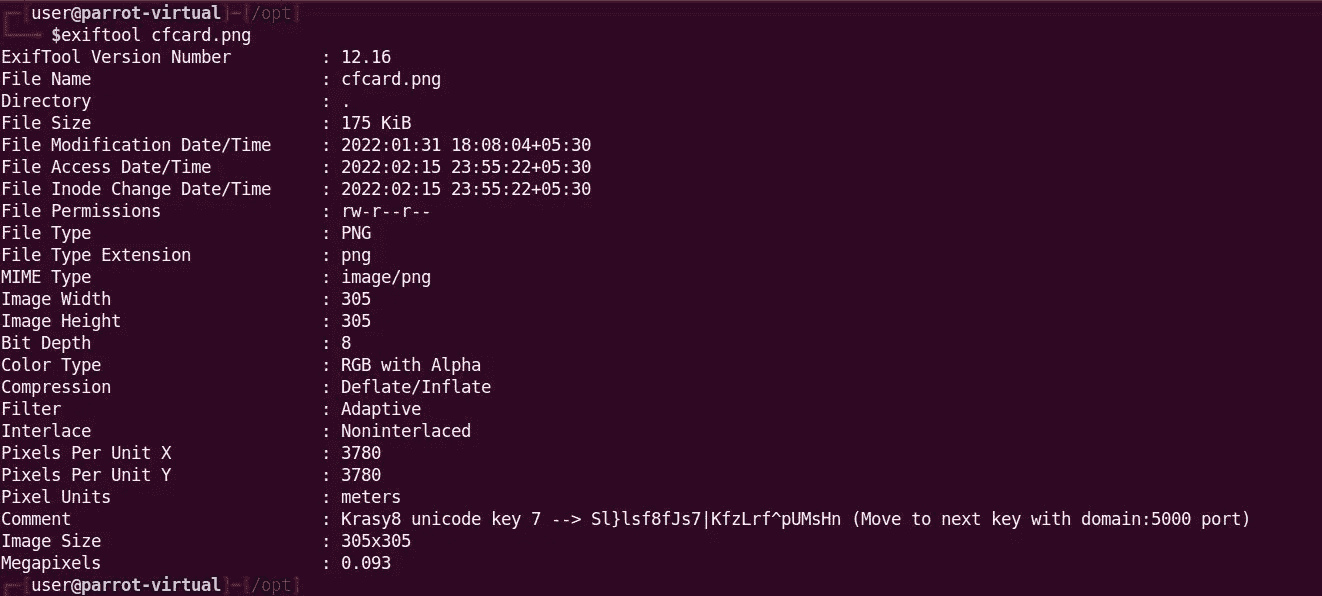 ┌─[user@parrot-virtual]─[/opt]
└──── $exiftool cfcard.png
ExifTool Version Number         : 12.16
File Name                       : cfcard.png
Directory                       : .
File Size                       : 175 KiB
File Modification Date/Time     : 2022:01:31 18:08:04+05:30
File Access Date/Time           : 2022:02:15 23:55:22+05:30
File Inode Change Date/Time     : 2022:02:15 23:55:22+05:30
File Permissions                : rw-r--r--
File Type                       : PNG
File Type Extension             : png
MIME Type                       : image/png
Image Width                     : 305
Image Height                    : 305
Bit Depth                       : 8
Color Type                      : RGB with Alpha
Compression                     : Deflate/Inflate
Filter                          : Adaptive
Interlace                       : Noninterlaced
Pixels Per Unit X               : 3780
Pixels Per Unit Y               : 3780
Pixel Units                     : meters
Comment                         : Krasy8 unicode key 7 --> Sl}lsf8fJs7|KfzLrf^pUMsHn (Move to next key with domain:5000 port)
Image Size                      : 305x305
Megapixels                      : 0.093
┌─[user@parrot-virtual]─[/opt]